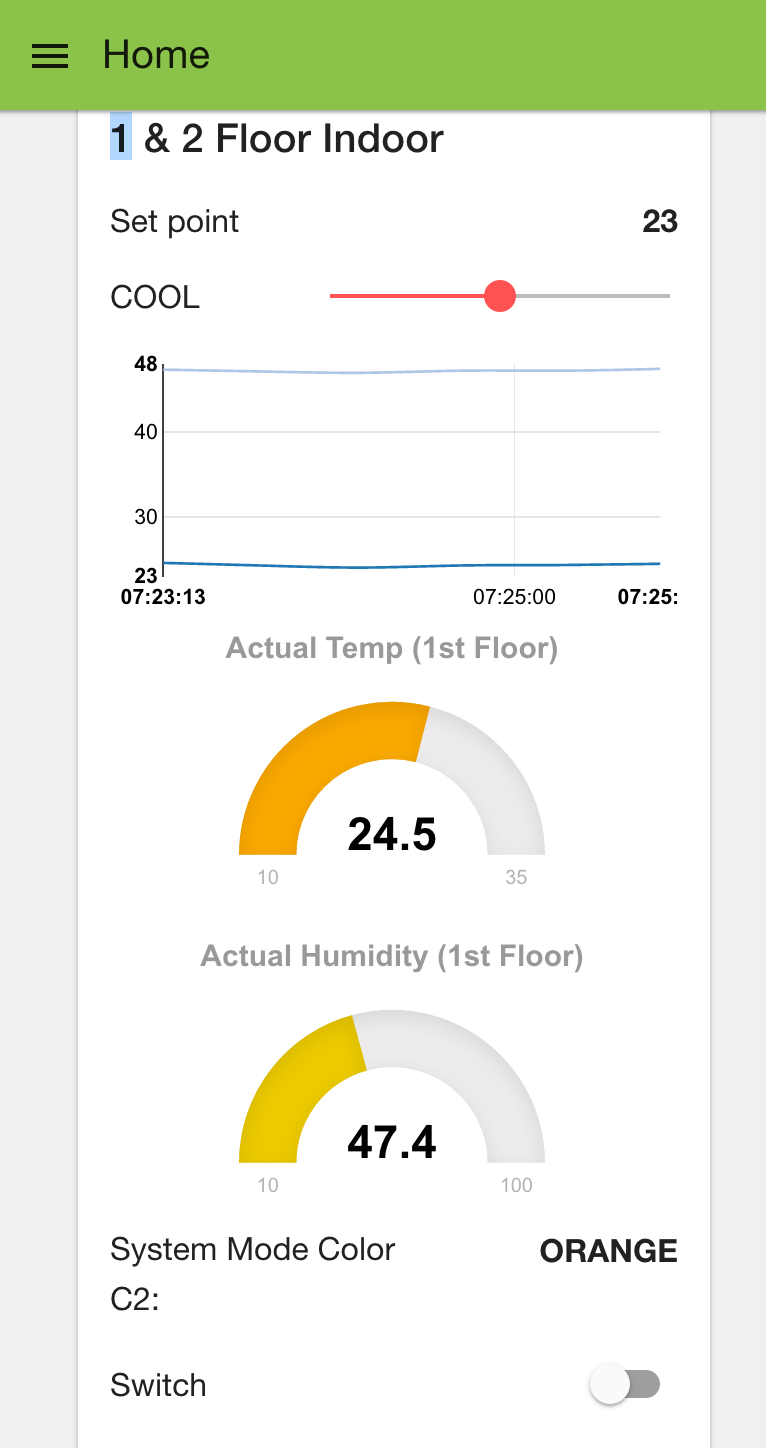 Home
1 & 2 Floor Indoor
Set point 23
COOL
48
40
30
23
07:23:13 07:25:00 07:25:
Actual Temp (1st Floor)
24.5
10 35
Actual Humidity (1st Floor)
47.4
10 100
System Mode Color ORANGE
C2:
Switch